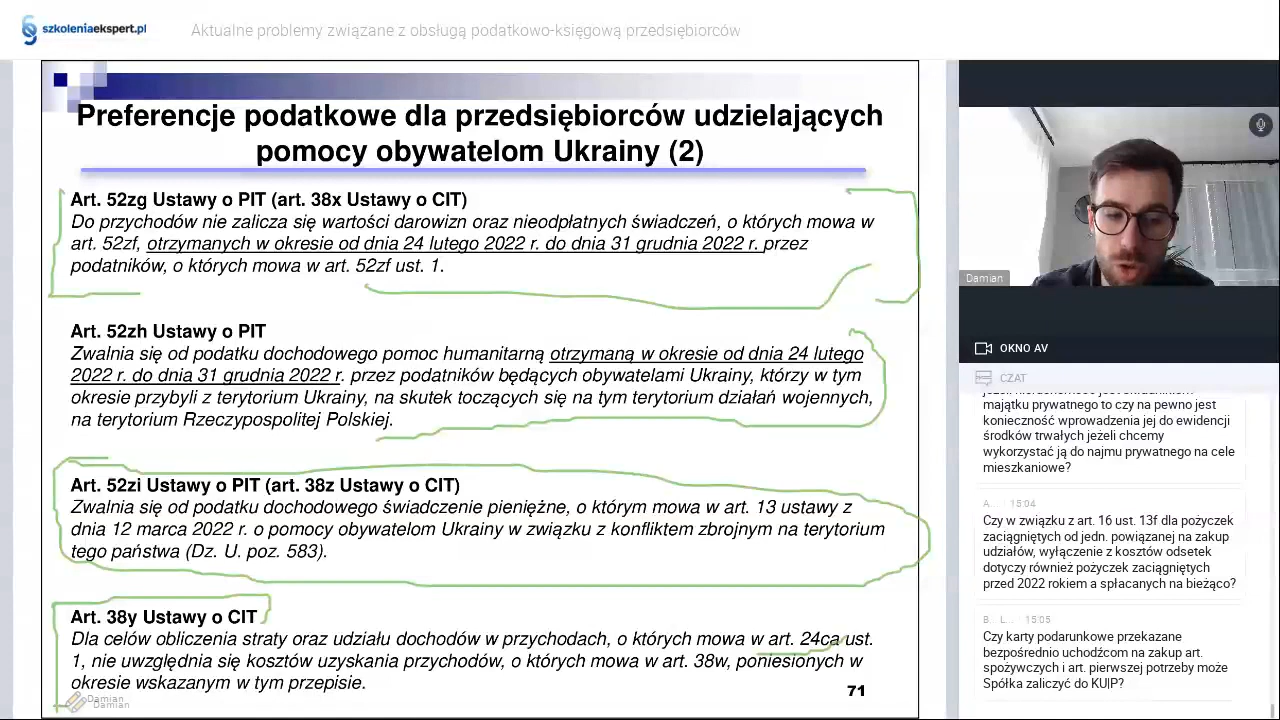 szkoleniaekspert.pl
Aktualne problemy związane z obsługą podatkowo-księgową przedsiębiorców
Preferencje podatkowe dla przedsiębiorców udzielających
pomocy obywatelom Ukrainy (2)
Art. 52zg Ustawy o PIT (art. 38x Ustawy o CIT)
Do przychodów nie zalicza się wartości darowizn oraz nieodpłatnych świadczeń, o których mowa w
art. 52zf, otrzymanych w okresie od dnia 24 lutego 2022 r. do dnia 31 grudnia 2022 r. przez
podatników, o których mowa w art. 52zf ust. 1.
Art. 52zh Ustawy o PIT
Zwalnia się od podatku dochodowego pomoc humanitarną otrzymaną w okresie od dnia 24 lutego
2022 r. do dnia 31 grudnia 2022 r. przez podatników będących obywatelami Ukrainy, którzy w tym
okresie przybyli z terytorium Ukrainy, na skutek toczących się na tym terytorium działań wojennych,
na terytorium Rzeczypospolitej Polskiej.
Art. 52zi Ustawy o PIT (art. 38z Ustawy o CIT)
Zwalnia się od podatku dochodowego świadczenie pieniężne, o którym mowa w art. 13 ustawy z
dnia 12 marca 2022 r. o pomocy obywatelom Ukrainy w związku z konfliktem zbrojnym na terytorium
tego państwa (Dz. U. poz. 583).
Art. 38y Ustawy o CIT
Dla celów obliczenia straty oraz udziału dochodów w przychodach, o których mowa w art. 24ca ust.
1, nie uwzględnia się kosztów uzyskania przychodów, o których mowa w art. 38w, poniesionych w
okresie wskazanym w tym przepisie.
71
Damian
Damian
Damian
OKNO AV
CZAT
majątku prywatnego to czy na pewno jest
konieczność wprowadzenia jej do ewidencji
środków trwałych jeżeli chcemy
wykorzystać ją do najmu prywatnego na cele
mieszkaniowe?
A... · 15:04
Czy w związku z art. 16 ust. 13f dla pożyczek
zaciągniętych od jedn. powiązanej na zakup
udziałów, wyłączenie z kosztów odsetek
dotyczy również pożyczek zaciągniętych
przed 2022 rokiem a spłacanych na bieżąco?
B... L... · 15:05
Czy karty podarunkowe przekazane
bezpośrednio uchodźcom na zakup art.
spożywczych i art. pierwszej potrzeby może
Spółka zaliczyć do KUP?